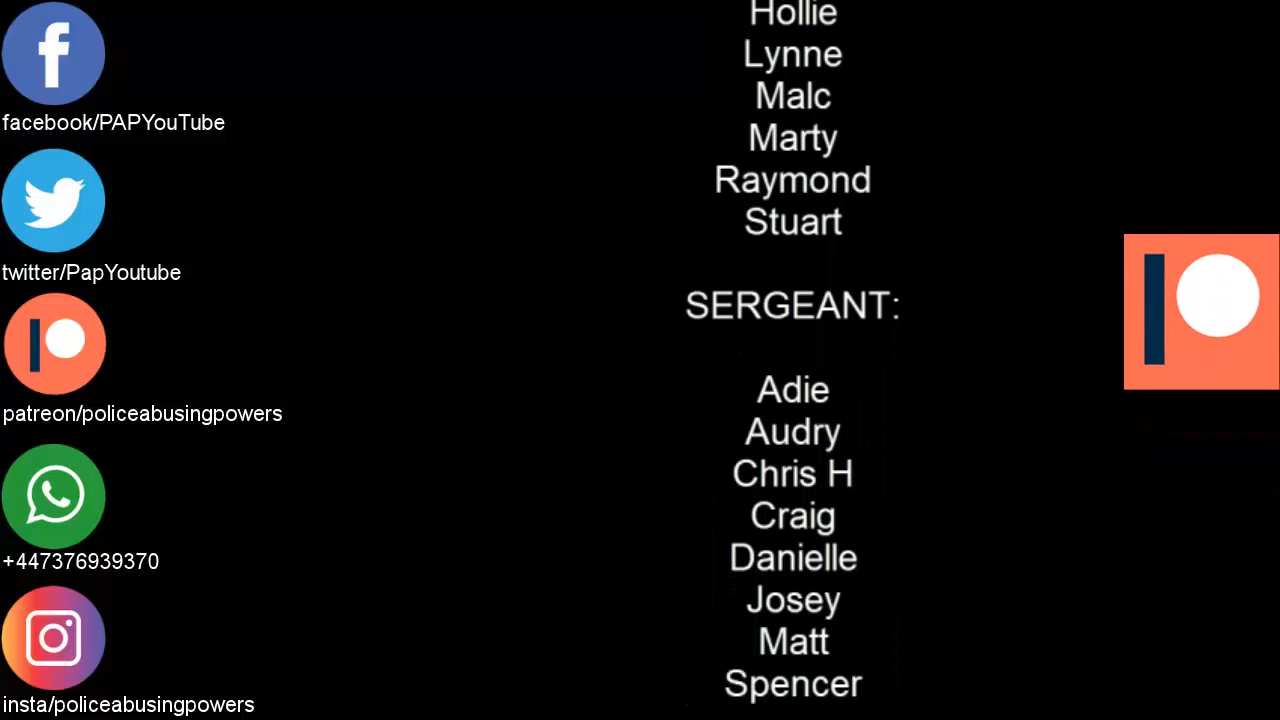 facebook/PAPYouTube
twitter/PapYoutube
patreon/policeabusingpowers
+447376939370
insta/policeabusingpowers
Hollie
Lynne
Malc
Marty
Raymond
Stuart
SERGEANT:
Adie
Audry
Chris H
Craig
Danielle
Josey
Matt
Spencer